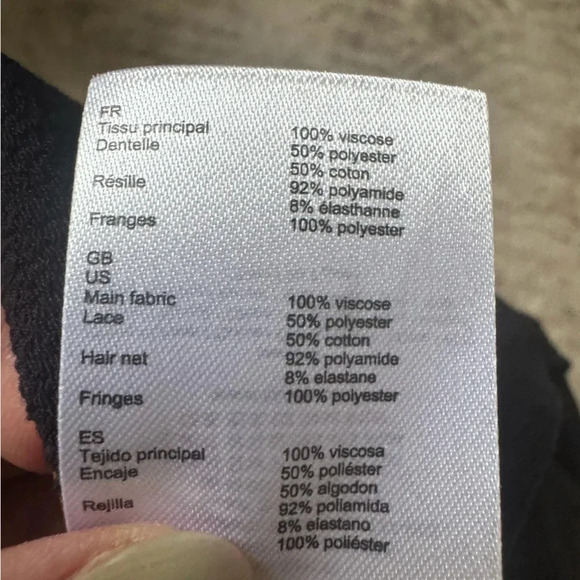 FR
Tissu principal 100% viscose
Dentelle 50% polyester
50% coton
Résille 92% polyamide
8% élasthanne
Franges 100% polyester
GB
US
Main fabric 100% viscose
Lace 50% polyester
50% cotton
Hair net 92% polyamide
8% elastane
Fringes 100% polyester
ES
Tejido principal 100% viscosa
Encaje 50% poliéster
50% algodon
Rejilla 92% poliamida
8% elastano
100% poliéster